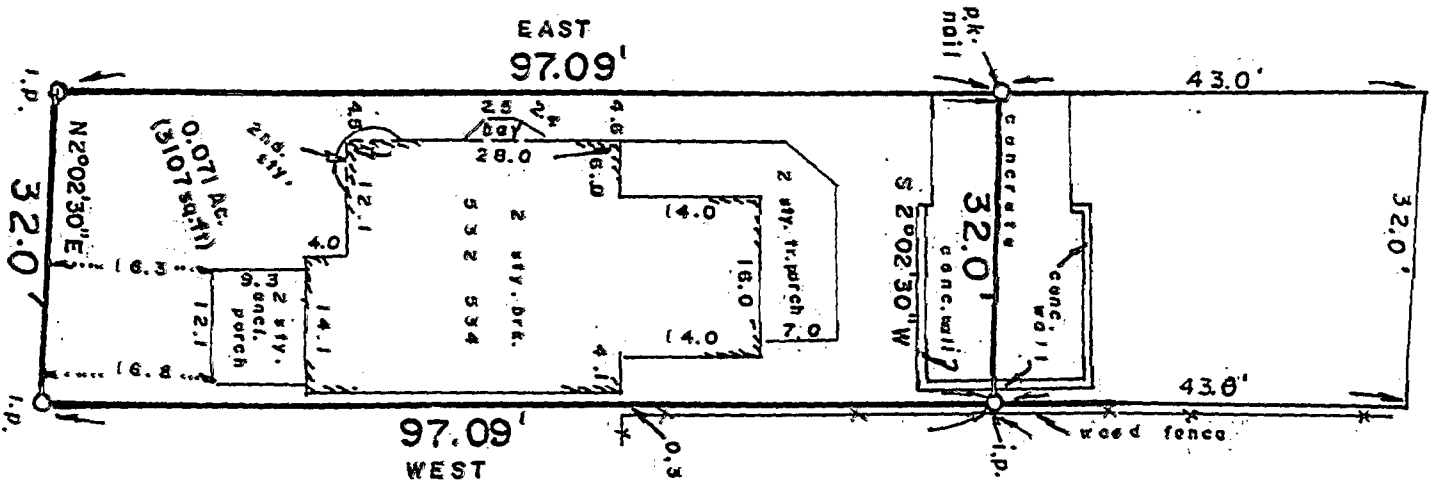 EAST
97.09'
p.k.
nail
43.0'
i.p.
4.5
25
bay
4.6
28.0
2nd.
sty.
0.071 Ac.
(3107 sq.ft)
N2°02'30"E
32.0'
12.1
4.0
16.3
9.3
2 sty.
encl.
porch
12.1
16.8
14.1
2 sty. brk.
532 534
6.0
14.0
16.0
14.0
4.1
2 sty. fr. porch
7.0
concrete
32.0'
S 2°02'30"W
conc. wall
conc.
wall
32.0'
43.0'
wood fence
i.p.
0.3
i.p.
97.09'
WEST